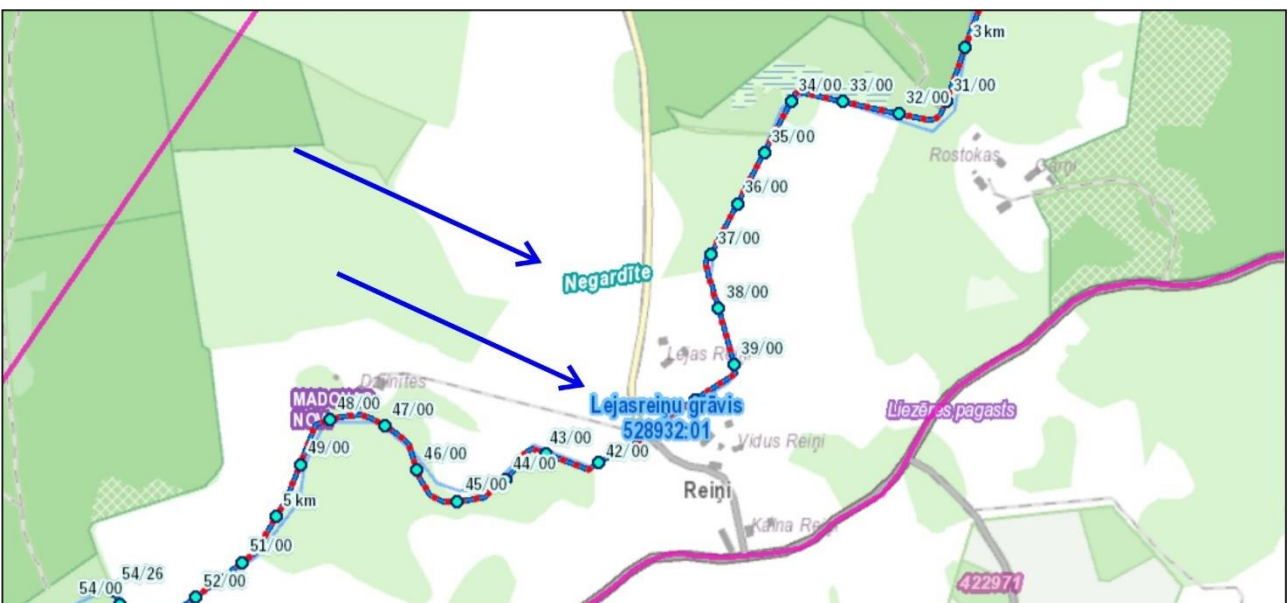 3 km
34/00
33/00
32/00
31/00
35/00
Rostokas
36/00
37/00
Negardīte
38/00
39/00
Lejas
Dzilnītes
48/00
47/00
Lejasreiņu grāvis
528932:01
Liezēres pagasts
49/00
46/00
43/00
44/00
42/00
Vidus Reiņi
45/00
Reiņi
5 km
Kalna Reiņi
51/00
54/26
54/00
52/00
422971